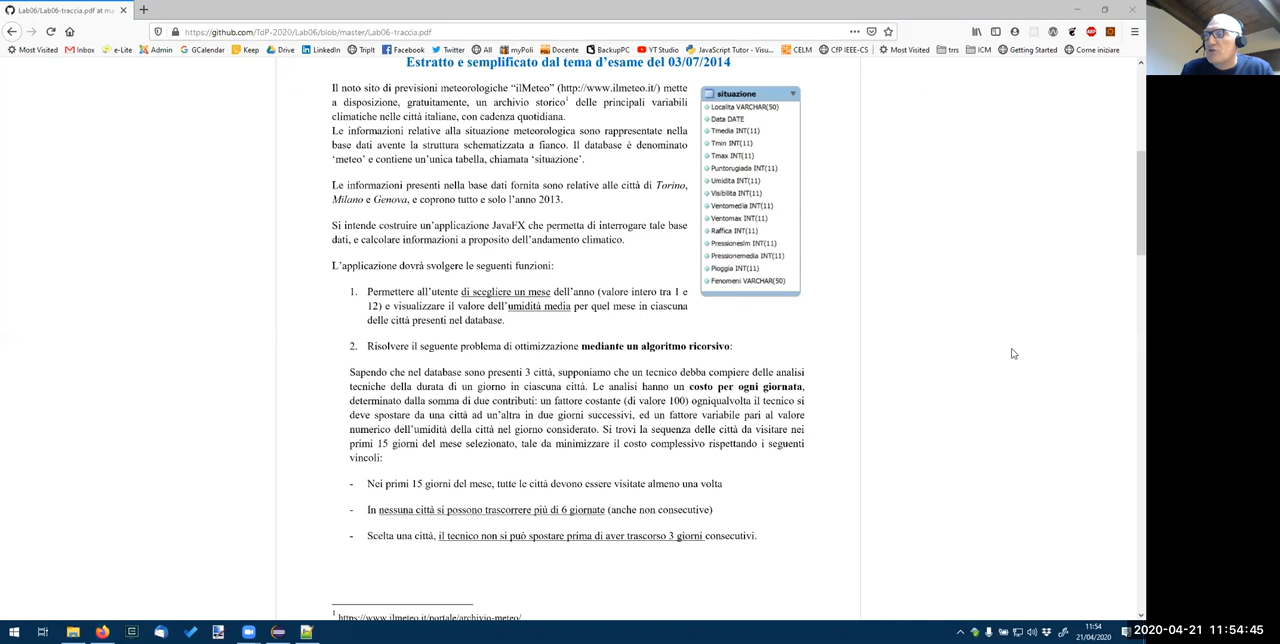 Lab06/Lab06-traccia.pdf at ma
https://github.com/TdP-2020/Lab06/blob/master/Lab06-traccia.pdf
Most Visited Inbox e-Lite Admin GCalendar Keep Drive LinkedIn TripIt Facebook Twitter All myPoli Docente BackupPC YT Studio JavaScript Tutor - Visu... CELM CfP IEEE-CS Most Visited trrs ICM Getting Started Corne iniziare
Estratto e semplificato dal tema d'esame del 03/07/2014
Il noto sito di previsioni meteorologiche "ilMeteo" (http://www.ilmeteo.it/) mette
a disposizione, gratuitamente, un archivio storico1 delle principali variabili
climatiche nelle città italiane, con cadenza quotidiana.
Le informazioni relative alla situazione meteorologica sono rappresentate nella
base dati avente la struttura schematizzata a fianco. Il database è denominato
'meteo' e contiene un'unica tabella, chiamata 'situazione'.
Le informazioni presenti nella base dati fornita sono relative alle città di Torino,
Milano e Genova, e coprono tutto e solo l'anno 2013.
Si intende costruire un'applicazione JavaFX che permetta di interrogare tale base
dati, e calcolare informazioni a proposito dell'andamento climatico.
L'applicazione dovrà svolgere le seguenti funzioni:
1. Permettere all'utente di scegliere un mese dell'anno (valore intero tra 1 e
12) e visualizzare il valore dell'umidità media per quel mese in ciascuna
delle città presenti nel database.
situazione
Localita VARCHAR(50)
Data DATE
Tmedia INT(11)
Tmin INT(11)
Tmax INT(11)
Puntorugiada INT(11)
Umidita INT(11)
Visibilita INT(11)
Ventomedia INT(11)
Ventomax INT(11)
Raffica INT(11)
Pressioneslm INT(11)
Pressionemedia INT(11)
Pioggia INT(11)
Fenomeni VARCHAR(50)
2. Risolvere il seguente problema di ottimizzazione mediante un algoritmo ricorsivo:
Sapendo che nel database sono presenti 3 città, supponiamo che un tecnico debba compiere delle analisi
tecniche della durata di un giorno in ciascuna città. Le analisi hanno un costo per ogni giornata,
determinato dalla somma di due contributi: un fattore costante (di valore 100) ogniqualvolta il tecnico si
deve spostare da una città ad un'altra in due giorni successivi, ed un fattore variabile pari al valore
numerico dell'umidità della città nel giorno considerato. Si trovi la sequenza delle città da visitare nei
primi 15 giorni del mese selezionato, tale da minimizzare il costo complessivo rispettando i seguenti
vincoli:
- Nei primi 15 giorni del mese, tutte le città devono essere visitate almeno una volta
- In nessuna città si possono trascorrere più di 6 giornate (anche non consecutive)
- Scelta una città, il tecnico non si può spostare prima di aver trascorso 3 giorni consecutivi.
1 https://www.ilmeteo.it/portale/archivio-meteo/
11:54
21/04/2020
2020-04-21 11:54:45